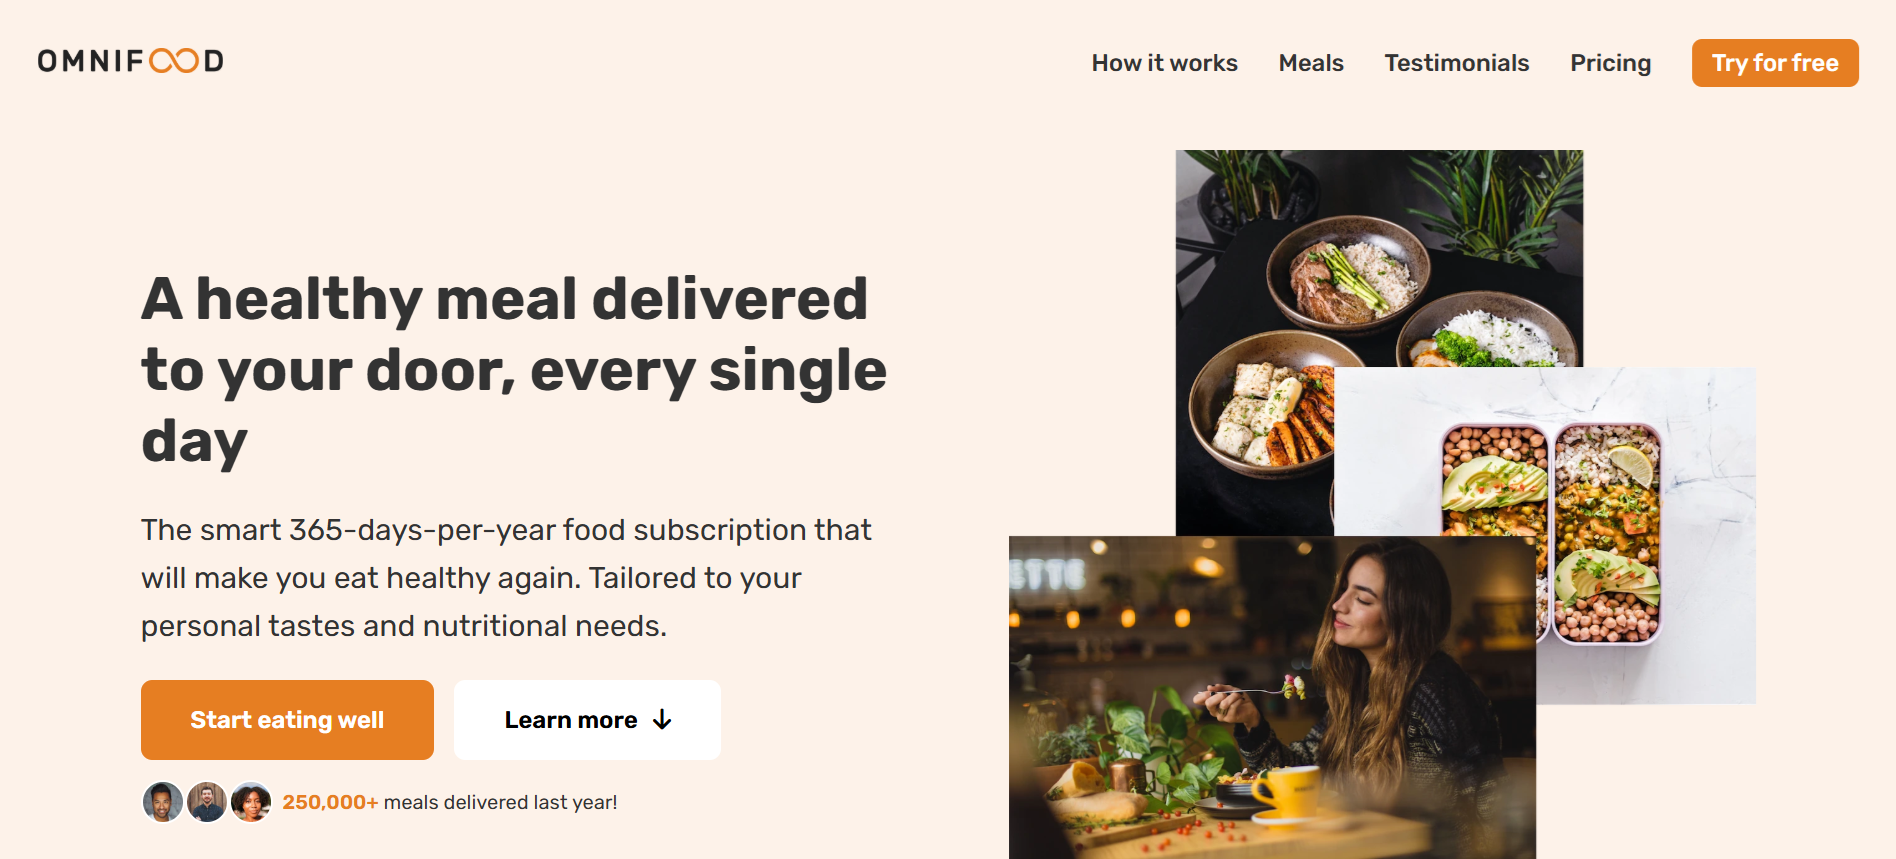 OMNIFOOD
How it works Meals Testimonials Pricing Try for free
A healthy meal delivered
to your door, every single
day
The smart 365-days-per-year food subscription that
will make you eat healthy again. Tailored to your
personal tastes and nutritional needs.
Start eating well Learn more ↓
250,000+ meals delivered last year!
ETTE